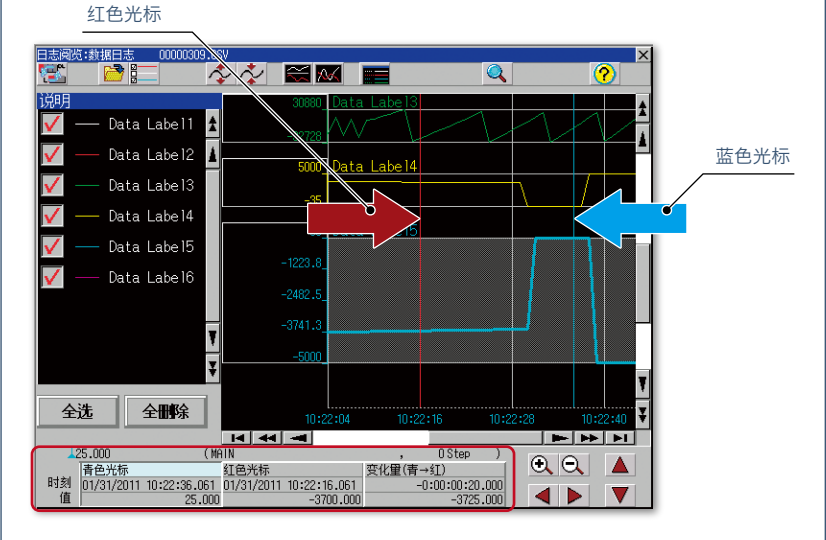 红色光标
日志阅览:数据日志 00000309.CSV
说明
Data Label1
Data Label2
Data Label3
Data Label4
Data Label5
Data Label6
全选
全删除
30880 Data Label3
-32728
5000 Data Label4
-35
Data Label5
-1223.8
-2482.5
-3741.3
-5000
10:22:04 10:22:16 10:22:28 10:22:40
蓝色光标
25.000 (MAIN , 0 Step )
青色光标 红色光标 变化量(青→红)
时刻 01/31/2011 10:22:36.061 01/31/2011 10:22:16.061 -0:00:00:20.000
值 25.000 -3700.000 -3725.000